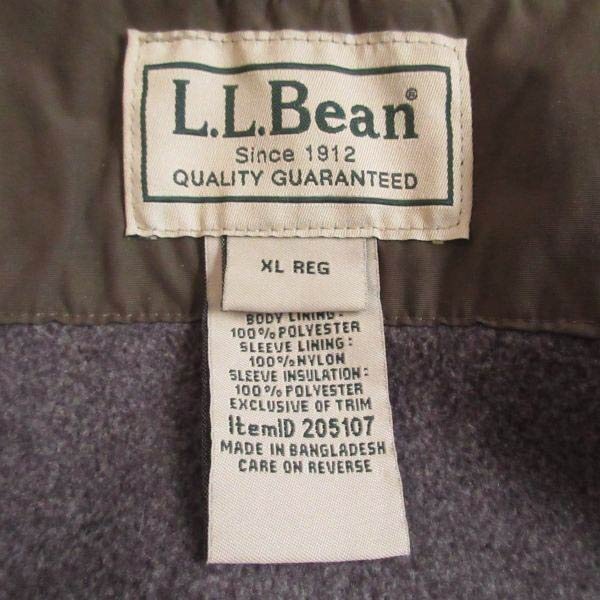 L.L.Bean®
Since 1912
QUALITY GUARANTEED
XL REG
BODY LINING:
100% POLYESTER
SLEEVE LINING:
100% NYLON
SLEEVE INSULATION:
100% POLYESTER
EXCLUSIVE OF TRIM
ItemID 205107
MADE IN BANGLADESH
CARE ON REVERSE